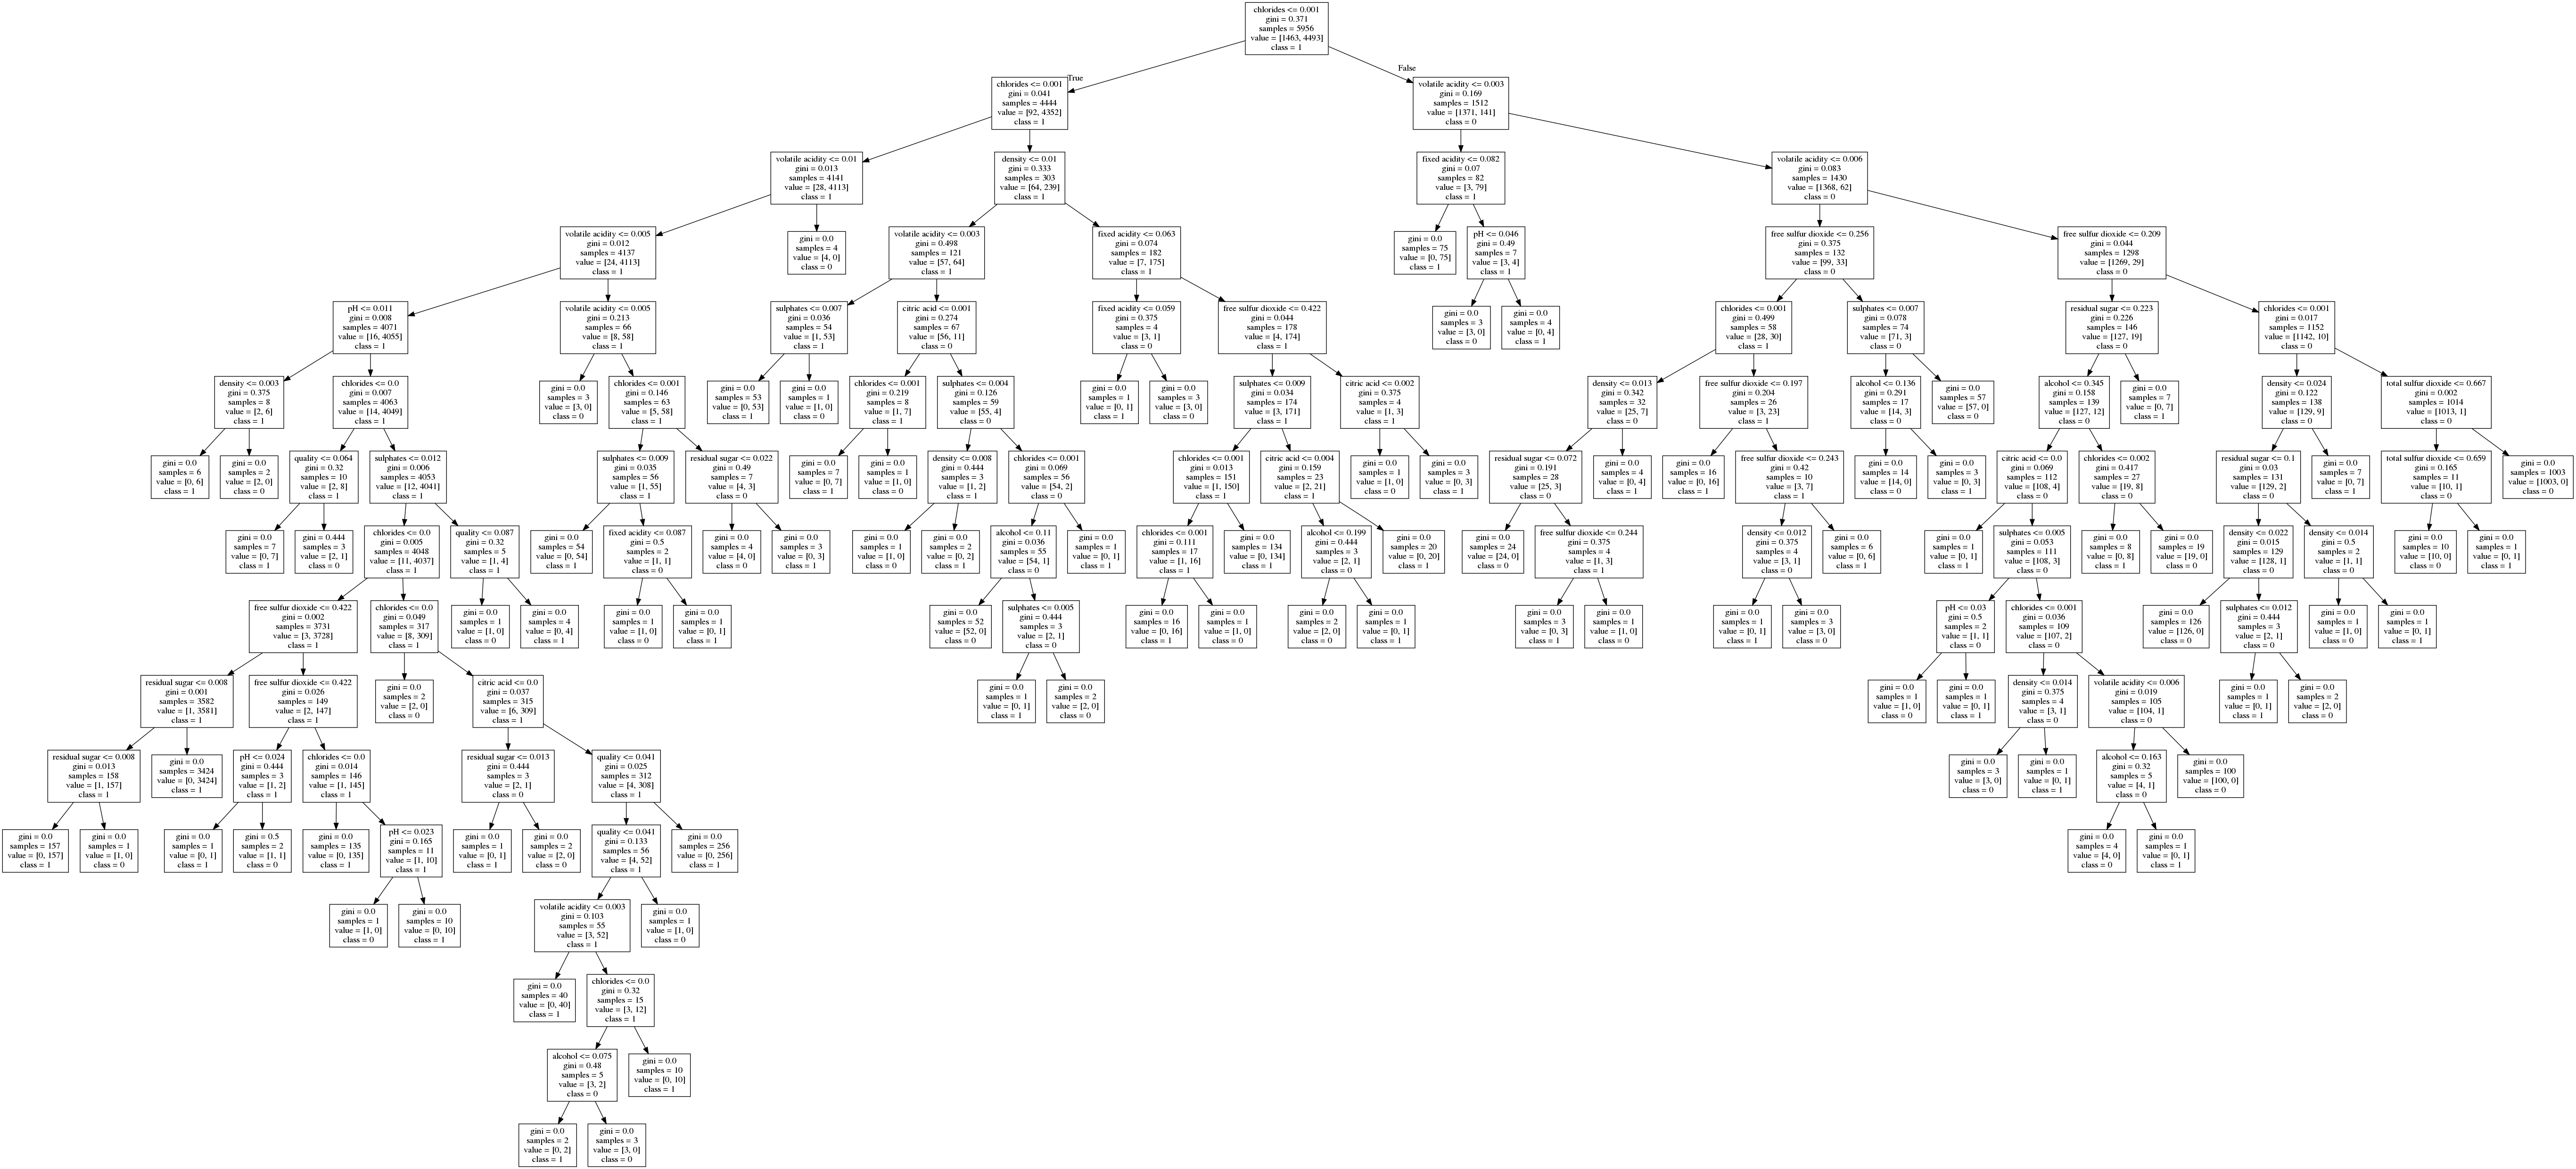 chlorides <= 0.001
gini = 0.371
samples = 5956
value = [1463, 4493]
class = 1
True
False
chlorides <= 0.001
gini = 0.041
samples = 4444
value = [92, 4352]
class = 1
volatile acidity <= 0.003
gini = 0.169
samples = 1512
value = [1371, 141]
class = 0
volatile acidity <= 0.01
gini = 0.013
samples = 4141
value = [28, 4113]
class = 1
density <= 0.01
gini = 0.333
samples = 303
value = [64, 239]
class = 1
fixed acidity <= 0.082
gini = 0.07
samples = 82
value = [3, 79]
class = 1
volatile acidity <= 0.006
gini = 0.083
samples = 1430
value = [1368, 62]
class = 0
volatile acidity <= 0.005
gini = 0.012
samples = 4137
value = [24, 4113]
class = 1
gini = 0.0
samples = 4
value = [4, 0]
class = 0
volatile acidity <= 0.003
gini = 0.498
samples = 121
value = [57, 64]
class = 1
fixed acidity <= 0.063
gini = 0.074
samples = 182
value = [7, 175]
class = 1
gini = 0.0
samples = 75
value = [0, 75]
class = 1
pH <= 0.046
gini = 0.49
samples = 7
value = [3, 4]
class = 1
free sulfur dioxide <= 0.256
gini = 0.375
samples = 132
value = [99, 33]
class = 0
free sulfur dioxide <= 0.209
gini = 0.044
samples = 1298
value = [1269, 29]
class = 0
pH <= 0.011
gini = 0.008
samples = 4071
value = [16, 4055]
class = 1
volatile acidity <= 0.005
gini = 0.213
samples = 66
value = [8, 58]
class = 1
sulphates <= 0.007
gini = 0.036
samples = 54
value = [1, 53]
class = 1
citric acid <= 0.001
gini = 0.274
samples = 67
value = [56, 11]
class = 0
fixed acidity <= 0.059
gini = 0.375
samples = 4
value = [3, 1]
class = 0
free sulfur dioxide <= 0.422
gini = 0.044
samples = 178
value = [4, 174]
class = 1
gini = 0.0
samples = 3
value = [3, 0]
class = 0
gini = 0.0
samples = 4
value = [0, 4]
class = 1
chlorides <= 0.001
gini = 0.499
samples = 58
value = [28, 30]
class = 1
sulphates <= 0.007
gini = 0.078
samples = 74
value = [71, 3]
class = 0
residual sugar <= 0.223
gini = 0.226
samples = 146
value = [127, 19]
class = 0
chlorides <= 0.001
gini = 0.017
samples = 1152
value = [1142, 10]
class = 0
density <= 0.003
gini = 0.375
samples = 8
value = [2, 6]
class = 1
chlorides <= 0.0
gini = 0.007
samples = 4063
value = [14, 4049]
class = 1
gini = 0.0
samples = 3
value = [3, 0]
class = 0
chlorides <= 0.001
gini = 0.146
samples = 63
value = [5, 58]
class = 1
gini = 0.0
samples = 53
value = [0, 53]
class = 1
gini = 0.0
samples = 1
value = [1, 0]
class = 0
chlorides <= 0.001
gini = 0.219
samples = 8
value = [1, 7]
class = 1
sulphates <= 0.004
gini = 0.126
samples = 59
value = [55, 4]
class = 0
gini = 0.0
samples = 1
value = [0, 1]
class = 1
gini = 0.0
samples = 3
value = [3, 0]
class = 0
sulphates <= 0.009
gini = 0.034
samples = 174
value = [3, 171]
class = 1
citric acid <= 0.002
gini = 0.375
samples = 4
value = [1, 3]
class = 1
density <= 0.013
gini = 0.342
samples = 32
value = [25, 7]
class = 0
free sulfur dioxide <= 0.197
gini = 0.204
samples = 26
value = [3, 23]
class = 1
alcohol <= 0.136
gini = 0.291
samples = 17
value = [14, 3]
class = 0
gini = 0.0
samples = 57
value = [57, 0]
class = 0
alcohol <= 0.345
gini = 0.158
samples = 139
value = [127, 12]
class = 0
gini = 0.0
samples = 7
value = [0, 7]
class = 1
density <= 0.024
gini = 0.122
samples = 138
value = [129, 9]
class = 0
total sulfur dioxide <= 0.667
gini = 0.002
samples = 1014
value = [1013, 1]
class = 0
gini = 0.0
samples = 6
value = [0, 6]
class = 1
gini = 0.0
samples = 2
value = [2, 0]
class = 0
quality <= 0.064
gini = 0.32
samples = 10
value = [2, 8]
class = 1
sulphates <= 0.012
gini = 0.006
samples = 4053
value = [12, 4041]
class = 1
sulphates <= 0.009
gini = 0.035
samples = 56
value = [1, 55]
class = 1
residual sugar <= 0.022
gini = 0.49
samples = 7
value = [4, 3]
class = 0
gini = 0.0
samples = 7
value = [0, 7]
class = 1
gini = 0.0
samples = 1
value = [1, 0]
class = 0
density <= 0.008
gini = 0.444
samples = 3
value = [1, 2]
class = 1
chlorides <= 0.001
gini = 0.069
samples = 56
value = [54, 2]
class = 0
chlorides <= 0.001
gini = 0.013
samples = 151
value = [1, 150]
class = 1
citric acid <= 0.004
gini = 0.159
samples = 23
value = [2, 21]
class = 1
gini = 0.0
samples = 1
value = [1, 0]
class = 0
gini = 0.0
samples = 3
value = [0, 3]
class = 1
residual sugar <= 0.072
gini = 0.191
samples = 28
value = [25, 3]
class = 0
gini = 0.0
samples = 4
value = [0, 4]
class = 1
gini = 0.0
samples = 16
value = [0, 16]
class = 1
free sulfur dioxide <= 0.243
gini = 0.42
samples = 10
value = [3, 7]
class = 1
gini = 0.0
samples = 14
value = [14, 0]
class = 0
gini = 0.0
samples = 3
value = [0, 3]
class = 1
citric acid <= 0.0
gini = 0.069
samples = 112
value = [108, 4]
class = 0
chlorides <= 0.002
gini = 0.417
samples = 27
value = [19, 8]
class = 0
residual sugar <= 0.1
gini = 0.03
samples = 131
value = [129, 2]
class = 0
gini = 0.0
samples = 7
value = [0, 7]
class = 1
total sulfur dioxide <= 0.659
gini = 0.165
samples = 11
value = [10, 1]
class = 0
gini = 0.0
samples = 1003
value = [1003, 0]
class = 0
gini = 0.0
samples = 7
value = [0, 7]
class = 1
gini = 0.444
samples = 3
value = [2, 1]
class = 0
chlorides <= 0.0
gini = 0.005
samples = 4048
value = [11, 4037]
class = 1
quality <= 0.087
gini = 0.32
samples = 5
value = [1, 4]
class = 1
gini = 0.0
samples = 54
value = [0, 54]
class = 1
fixed acidity <= 0.087
gini = 0.5
samples = 2
value = [1, 1]
class = 0
gini = 0.0
samples = 4
value = [4, 0]
class = 0
gini = 0.0
samples = 3
value = [0, 3]
class = 1
gini = 0.0
samples = 1
value = [1, 0]
class = 0
gini = 0.0
samples = 2
value = [0, 2]
class = 1
alcohol <= 0.11
gini = 0.036
samples = 55
value = [54, 1]
class = 0
gini = 0.0
samples = 1
value = [0, 1]
class = 1
chlorides <= 0.001
gini = 0.111
samples = 17
value = [1, 16]
class = 1
gini = 0.0
samples = 134
value = [0, 134]
class = 1
alcohol <= 0.199
gini = 0.444
samples = 3
value = [2, 1]
class = 0
gini = 0.0
samples = 20
value = [0, 20]
class = 1
gini = 0.0
samples = 24
value = [24, 0]
class = 0
free sulfur dioxide <= 0.244
gini = 0.375
samples = 4
value = [1, 3]
class = 1
density <= 0.012
gini = 0.375
samples = 4
value = [3, 1]
class = 0
gini = 0.0
samples = 6
value = [0, 6]
class = 1
gini = 0.0
samples = 1
value = [0, 1]
class = 1
sulphates <= 0.005
gini = 0.053
samples = 111
value = [108, 3]
class = 0
gini = 0.0
samples = 8
value = [0, 8]
class = 1
gini = 0.0
samples = 19
value = [19, 0]
class = 0
density <= 0.022
gini = 0.015
samples = 129
value = [128, 1]
class = 0
density <= 0.014
gini = 0.5
samples = 2
value = [1, 1]
class = 0
gini = 0.0
samples = 10
value = [10, 0]
class = 0
gini = 0.0
samples = 1
value = [0, 1]
class = 1
free sulfur dioxide <= 0.422
gini = 0.002
samples = 3731
value = [3, 3728]
class = 1
chlorides <= 0.0
gini = 0.049
samples = 317
value = [8, 309]
class = 1
gini = 0.0
samples = 1
value = [1, 0]
class = 0
gini = 0.0
samples = 4
value = [0, 4]
class = 1
gini = 0.0
samples = 1
value = [1, 0]
class = 0
gini = 0.0
samples = 1
value = [0, 1]
class = 1
gini = 0.0
samples = 52
value = [52, 0]
class = 0
sulphates <= 0.005
gini = 0.444
samples = 3
value = [2, 1]
class = 0
gini = 0.0
samples = 16
value = [0, 16]
class = 1
gini = 0.0
samples = 1
value = [1, 0]
class = 0
gini = 0.0
samples = 2
value = [2, 0]
class = 0
gini = 0.0
samples = 1
value = [0, 1]
class = 1
gini = 0.0
samples = 3
value = [0, 3]
class = 1
gini = 0.0
samples = 1
value = [1, 0]
class = 0
gini = 0.0
samples = 1
value = [0, 1]
class = 1
gini = 0.0
samples = 3
value = [3, 0]
class = 0
pH <= 0.03
gini = 0.5
samples = 2
value = [1, 1]
class = 0
chlorides <= 0.001
gini = 0.036
samples = 109
value = [107, 2]
class = 0
gini = 0.0
samples = 126
value = [126, 0]
class = 0
sulphates <= 0.012
gini = 0.444
samples = 3
value = [2, 1]
class = 0
gini = 0.0
samples = 1
value = [1, 0]
class = 0
gini = 0.0
samples = 1
value = [0, 1]
class = 1
residual sugar <= 0.008
gini = 0.001
samples = 3582
value = [1, 3581]
class = 1
free sulfur dioxide <= 0.422
gini = 0.026
samples = 149
value = [2, 147]
class = 1
gini = 0.0
samples = 2
value = [2, 0]
class = 0
citric acid <= 0.0
gini = 0.037
samples = 315
value = [6, 309]
class = 1
gini = 0.0
samples = 1
value = [0, 1]
class = 1
gini = 0.0
samples = 2
value = [2, 0]
class = 0
gini = 0.0
samples = 1
value = [1, 0]
class = 0
gini = 0.0
samples = 1
value = [0, 1]
class = 1
density <= 0.014
gini = 0.375
samples = 4
value = [3, 1]
class = 0
volatile acidity <= 0.006
gini = 0.019
samples = 105
value = [104, 1]
class = 0
gini = 0.0
samples = 1
value = [0, 1]
class = 1
gini = 0.0
samples = 2
value = [2, 0]
class = 0
residual sugar <= 0.008
gini = 0.013
samples = 158
value = [1, 157]
class = 1
gini = 0.0
samples = 3424
value = [0, 3424]
class = 1
pH <= 0.024
gini = 0.444
samples = 3
value = [1, 2]
class = 1
chlorides <= 0.0
gini = 0.014
samples = 146
value = [1, 145]
class = 1
residual sugar <= 0.013
gini = 0.444
samples = 3
value = [2, 1]
class = 0
quality <= 0.041
gini = 0.025
samples = 312
value = [4, 308]
class = 1
gini = 0.0
samples = 3
value = [3, 0]
class = 0
gini = 0.0
samples = 1
value = [0, 1]
class = 1
alcohol <= 0.163
gini = 0.32
samples = 5
value = [4, 1]
class = 0
gini = 0.0
samples = 100
value = [100, 0]
class = 0
gini = 0.0
samples = 157
value = [0, 157]
class = 1
gini = 0.0
samples = 1
value = [1, 0]
class = 0
gini = 0.0
samples = 1
value = [0, 1]
class = 1
gini = 0.5
samples = 2
value = [1, 1]
class = 0
gini = 0.0
samples = 135
value = [0, 135]
class = 1
pH <= 0.023
gini = 0.165
samples = 11
value = [1, 10]
class = 1
gini = 0.0
samples = 1
value = [0, 1]
class = 1
gini = 0.0
samples = 2
value = [2, 0]
class = 0
quality <= 0.041
gini = 0.133
samples = 56
value = [4, 52]
class = 1
gini = 0.0
samples = 256
value = [0, 256]
class = 1
gini = 0.0
samples = 4
value = [4, 0]
class = 0
gini = 0.0
samples = 1
value = [0, 1]
class = 1
gini = 0.0
samples = 1
value = [1, 0]
class = 0
gini = 0.0
samples = 10
value = [0, 10]
class = 1
volatile acidity <= 0.003
gini = 0.103
samples = 55
value = [3, 52]
class = 1
gini = 0.0
samples = 1
value = [1, 0]
class = 0
gini = 0.0
samples = 40
value = [0, 40]
class = 1
chlorides <= 0.0
gini = 0.32
samples = 15
value = [3, 12]
class = 1
alcohol <= 0.075
gini = 0.48
samples = 5
value = [3, 2]
class = 0
gini = 0.0
samples = 10
value = [0, 10]
class = 1
gini = 0.0
samples = 2
value = [0, 2]
class = 1
gini = 0.0
samples = 3
value = [3, 0]
class = 0